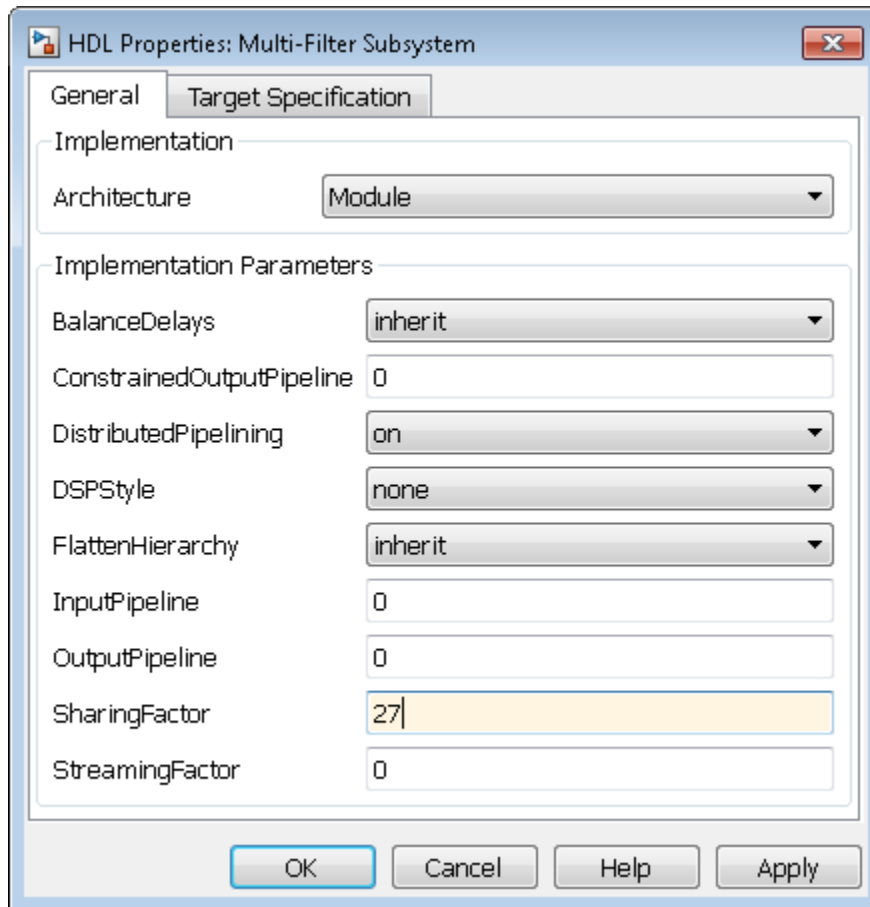 HDL Properties: Multi-Filter Subsystem
General Target Specification
Implementation
Architecture Module
Implementation Parameters
BalanceDelays inherit
ConstrainedOutputPipeline 0
DistributedPipelining on
DSPStyle none
FlattenHierarchy inherit
InputPipeline 0
OutputPipeline 0
SharingFactor 27
StreamingFactor 0
OK Cancel Help Apply